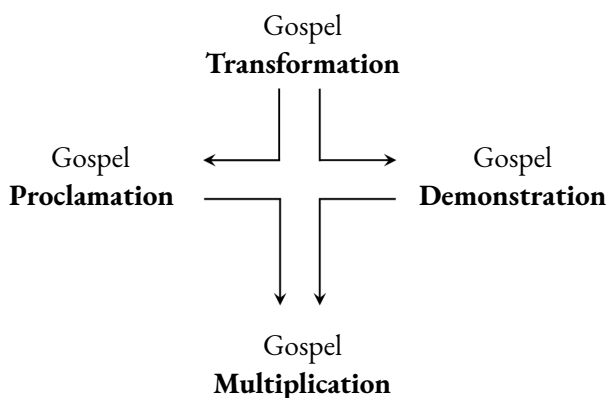 Gospel
Transformation
Gospel
Proclamation
Gospel
Demonstration
Gospel
Multiplication